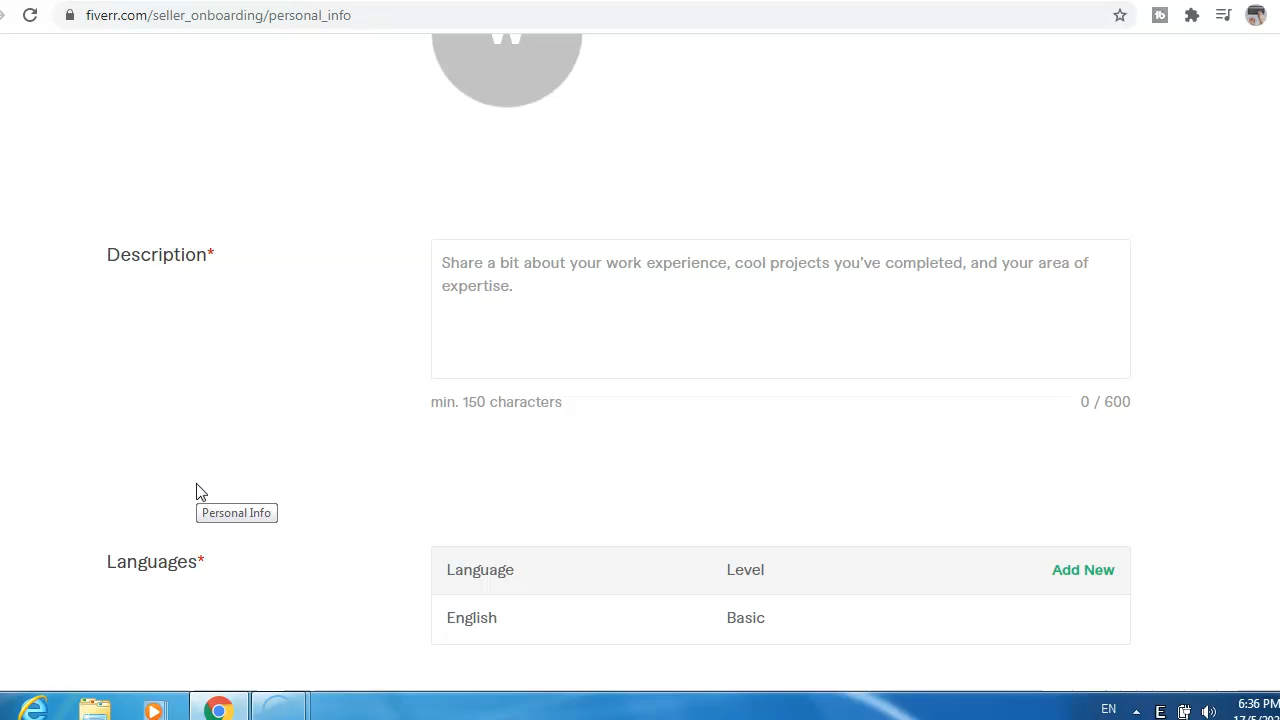 fiverr.com/seller_onboarding/personal_info
W
Description*
Share a bit about your work experience, cool projects you've completed, and your area of
expertise.
min. 150 characters
0 / 600
Personal Info
Languages*
Language Level Add New
English Basic
EN
E
6:36 PM